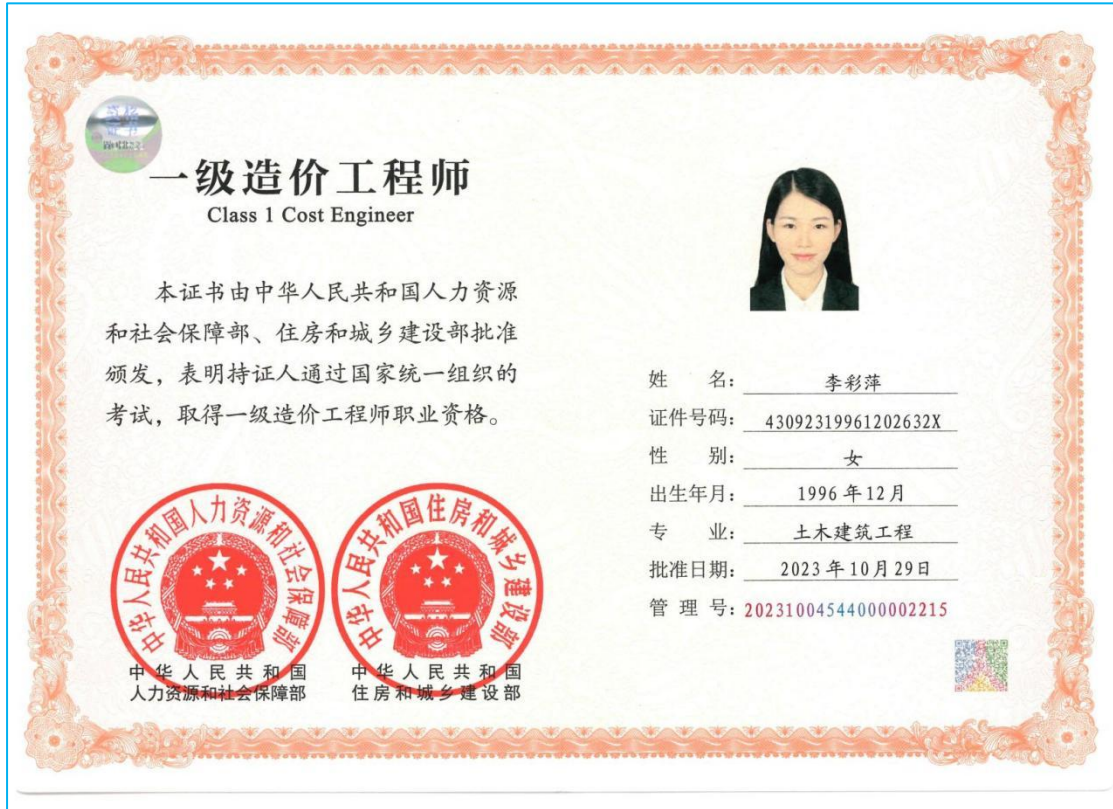 一级造价工程师
Class 1 Cost Engineer
本证书由中华人民共和国人力资源
和社会保障部、住房和城乡建设部批准
颁发，表明持证人通过国家统一组织的
考试，取得一级造价工程师职业资格。
中华人民共和国人力资源和社会保障部
中华人民共和国住房和城乡建设部
中华人民共和国
人力资源和社会保障部
中华人民共和国
住房和城乡建设部
姓 名： 李彩萍
证件号码： 43092319961202632X
性 别： 女
出生年月： 1996年12月
专 业： 土木建筑工程
批准日期： 2023年10月29日
管 理 号：20231004544000002215